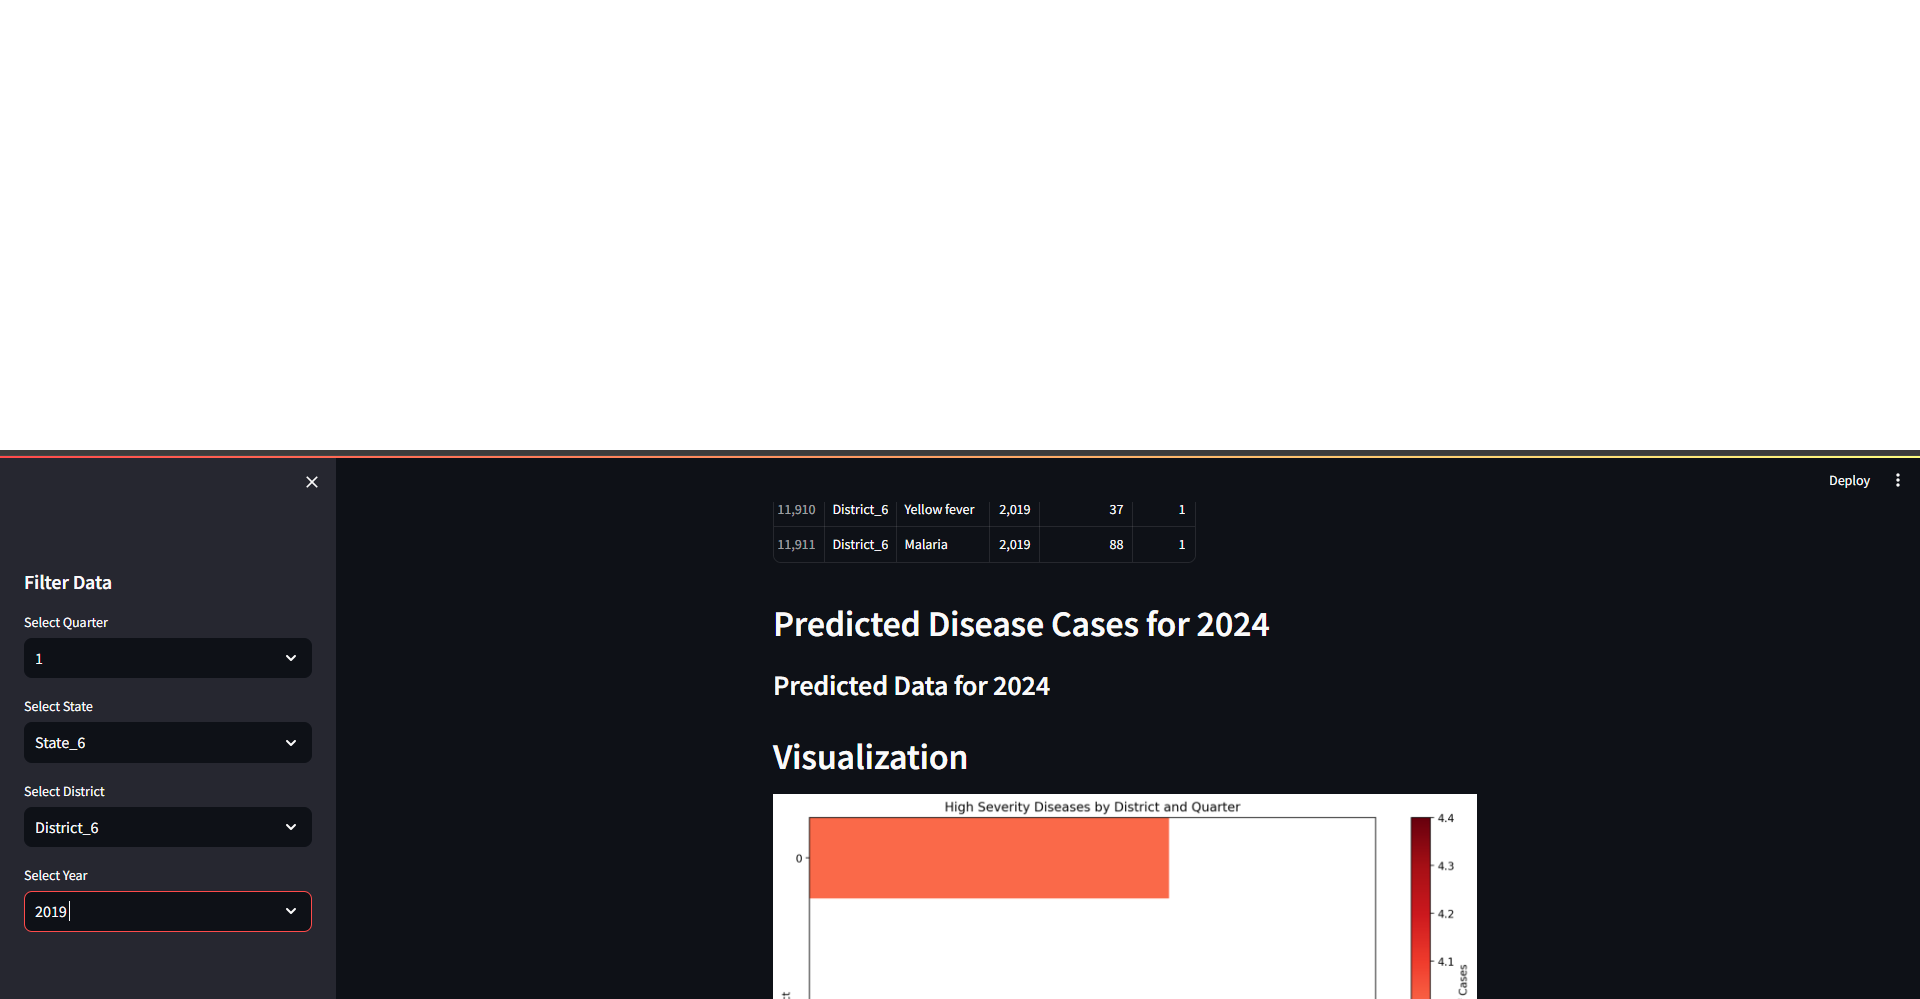 Deploy
Filter Data
Select Quarter
1
Select State
State_6
Select District
District_6
Select Year
2019
11,910 District_6 Yellow fever 2,019 37 1
11,911 District_6 Malaria 2,019 88 1
Predicted Disease Cases for 2024
Predicted Data for 2024
Visualization
High Severity Diseases by District and Quarter
0
4.4
4.3
4.2
4.1
Cases